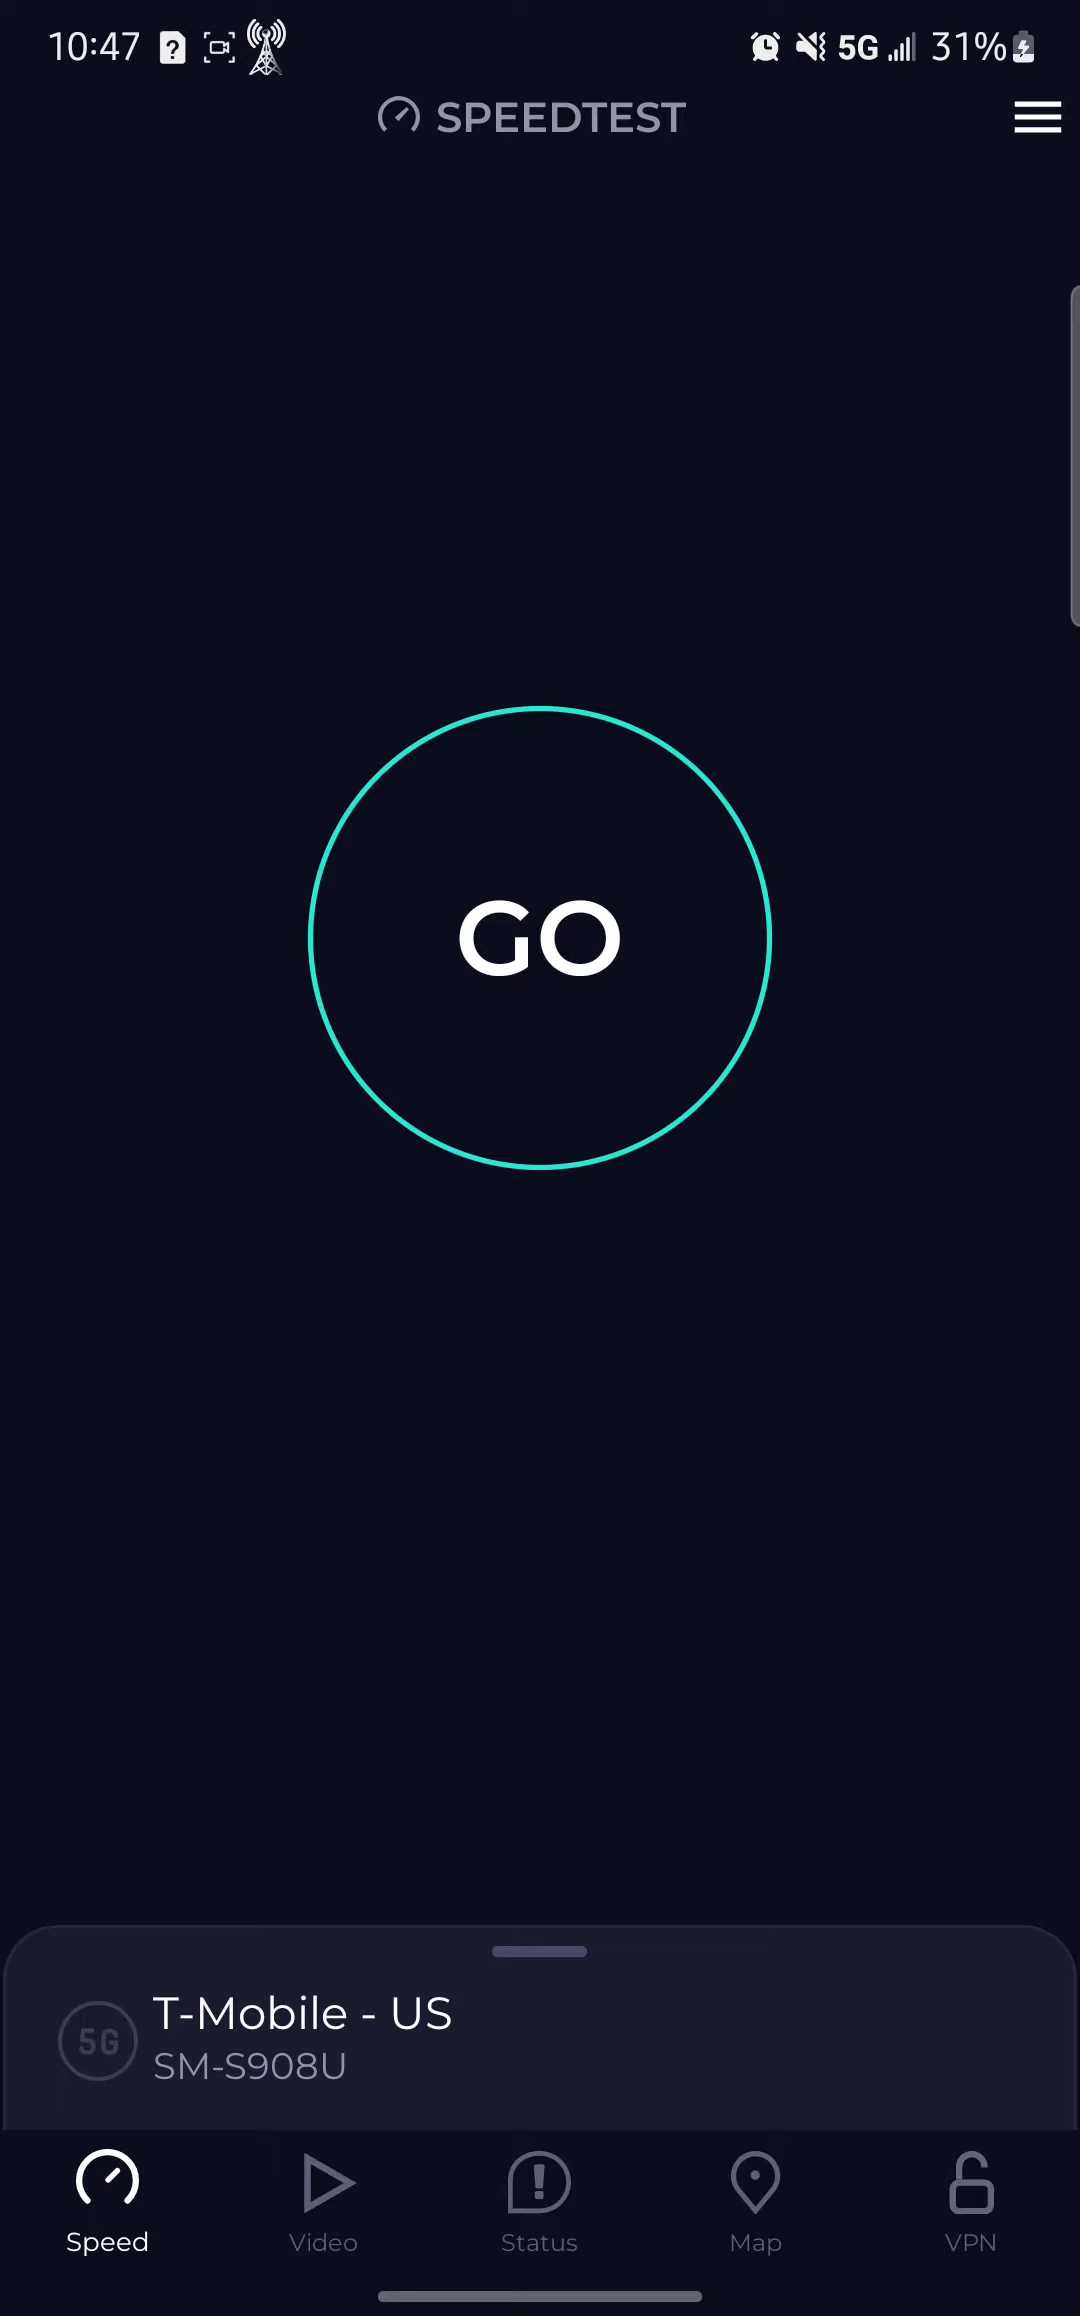 10:47 ? 5G 31%
SPEEDTEST
GO
T-Mobile - US
5G
SM-S908U
Speed Video Status Map VPN